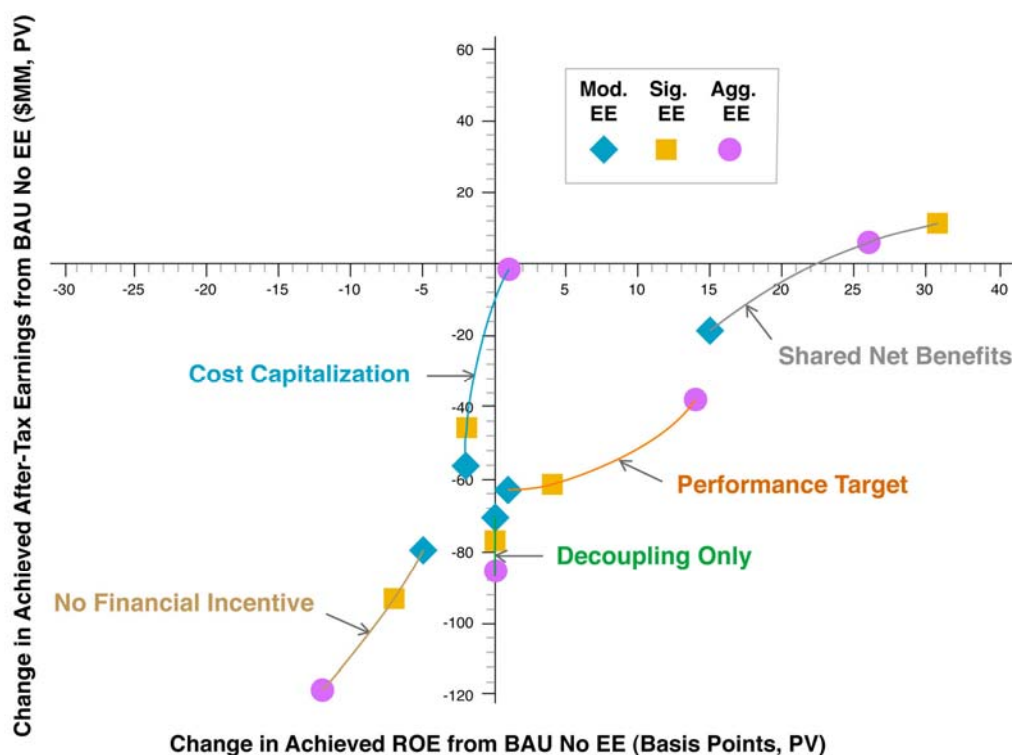 Change in Achieved After-Tax Earnings from BAU No EE ($MM, PV)
60
40
20
Mod. EE
Sig. EE
Agg. EE
-30
-25
-20
-15
-10
-5
5
10
15
20
25
30
40
-20
-40
-60
-80
-100
-120
Cost Capitalization
Shared Net Benefits
Performance Target
Decoupling Only
No Financial Incentive
Change in Achieved ROE from BAU No EE (Basis Points, PV)